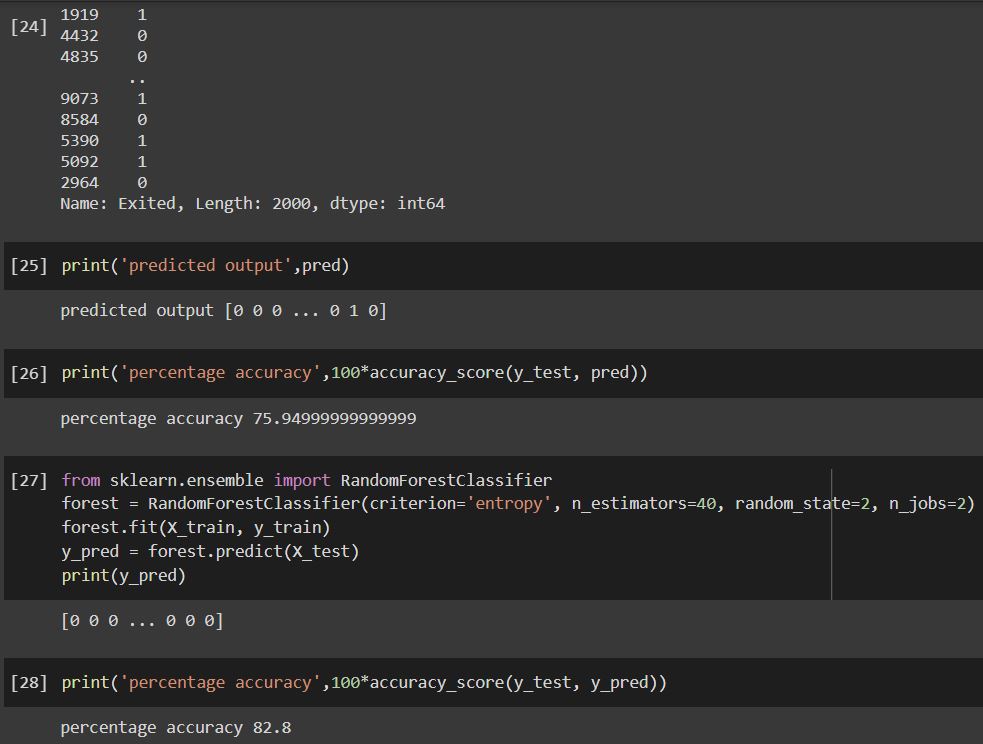 [24] 1919    1
4432    0
4835    0
..
9073    1
8584    0
5390    1
5092    1
2964    0
Name: Exited, Length: 2000, dtype: int64
[25] print('predicted output',pred)
predicted output [0 0 0 ... 0 1 0]
[26] print('percentage accuracy',100*accuracy_score(y_test, pred))
percentage accuracy 75.94999999999999
[27] from sklearn.ensemble import RandomForestClassifier
forest = RandomForestClassifier(criterion='entropy', n_estimators=40, random_state=2, n_jobs=2)
forest.fit(X_train, y_train)
y_pred = forest.predict(X_test)
print(y_pred)
[0 0 0 ... 0 0 0]
[28] print('percentage accuracy',100*accuracy_score(y_test, y_pred))
percentage accuracy 82.8